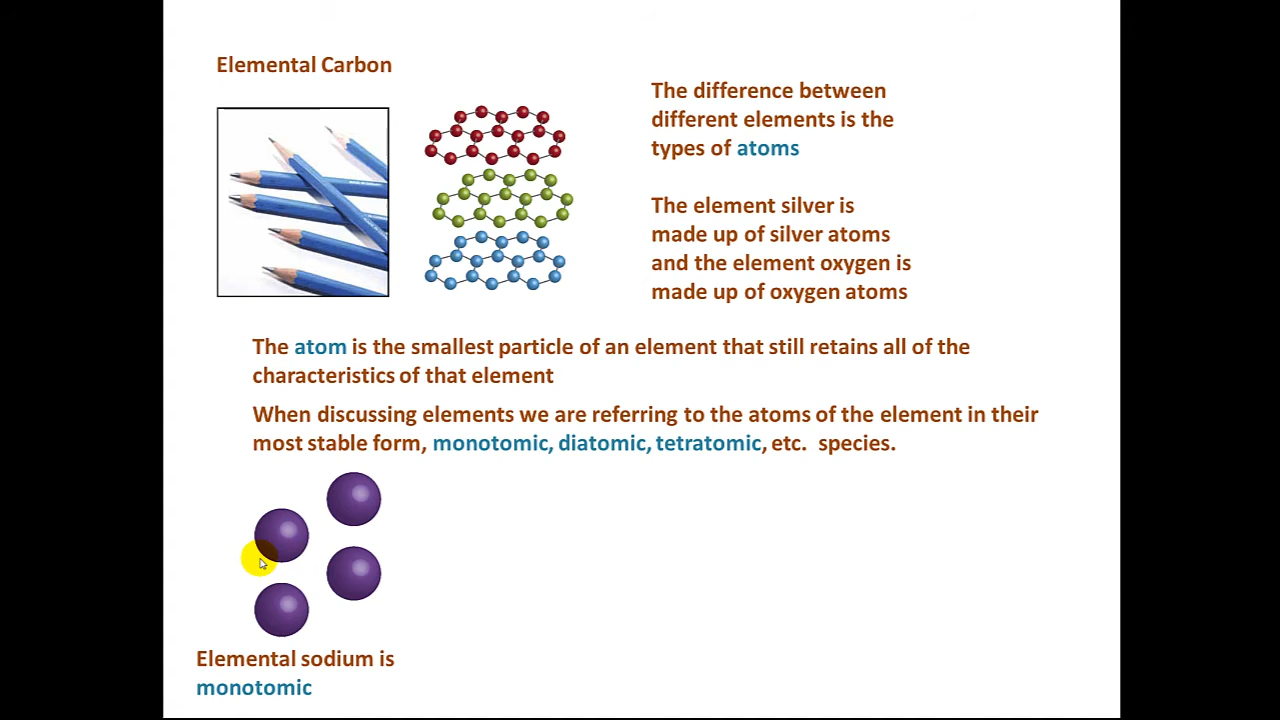 Elemental Carbon
The difference between
different elements is the
types of atoms
The element silver is
made up of silver atoms
and the element oxygen is
made up of oxygen atoms
The atom is the smallest particle of an element that still retains all of the
characteristics of that element
When discussing elements we are referring to the atoms of the element in their
most stable form, monotomic, diatomic, tetratomic, etc. species.
Elemental sodium is
monotomic